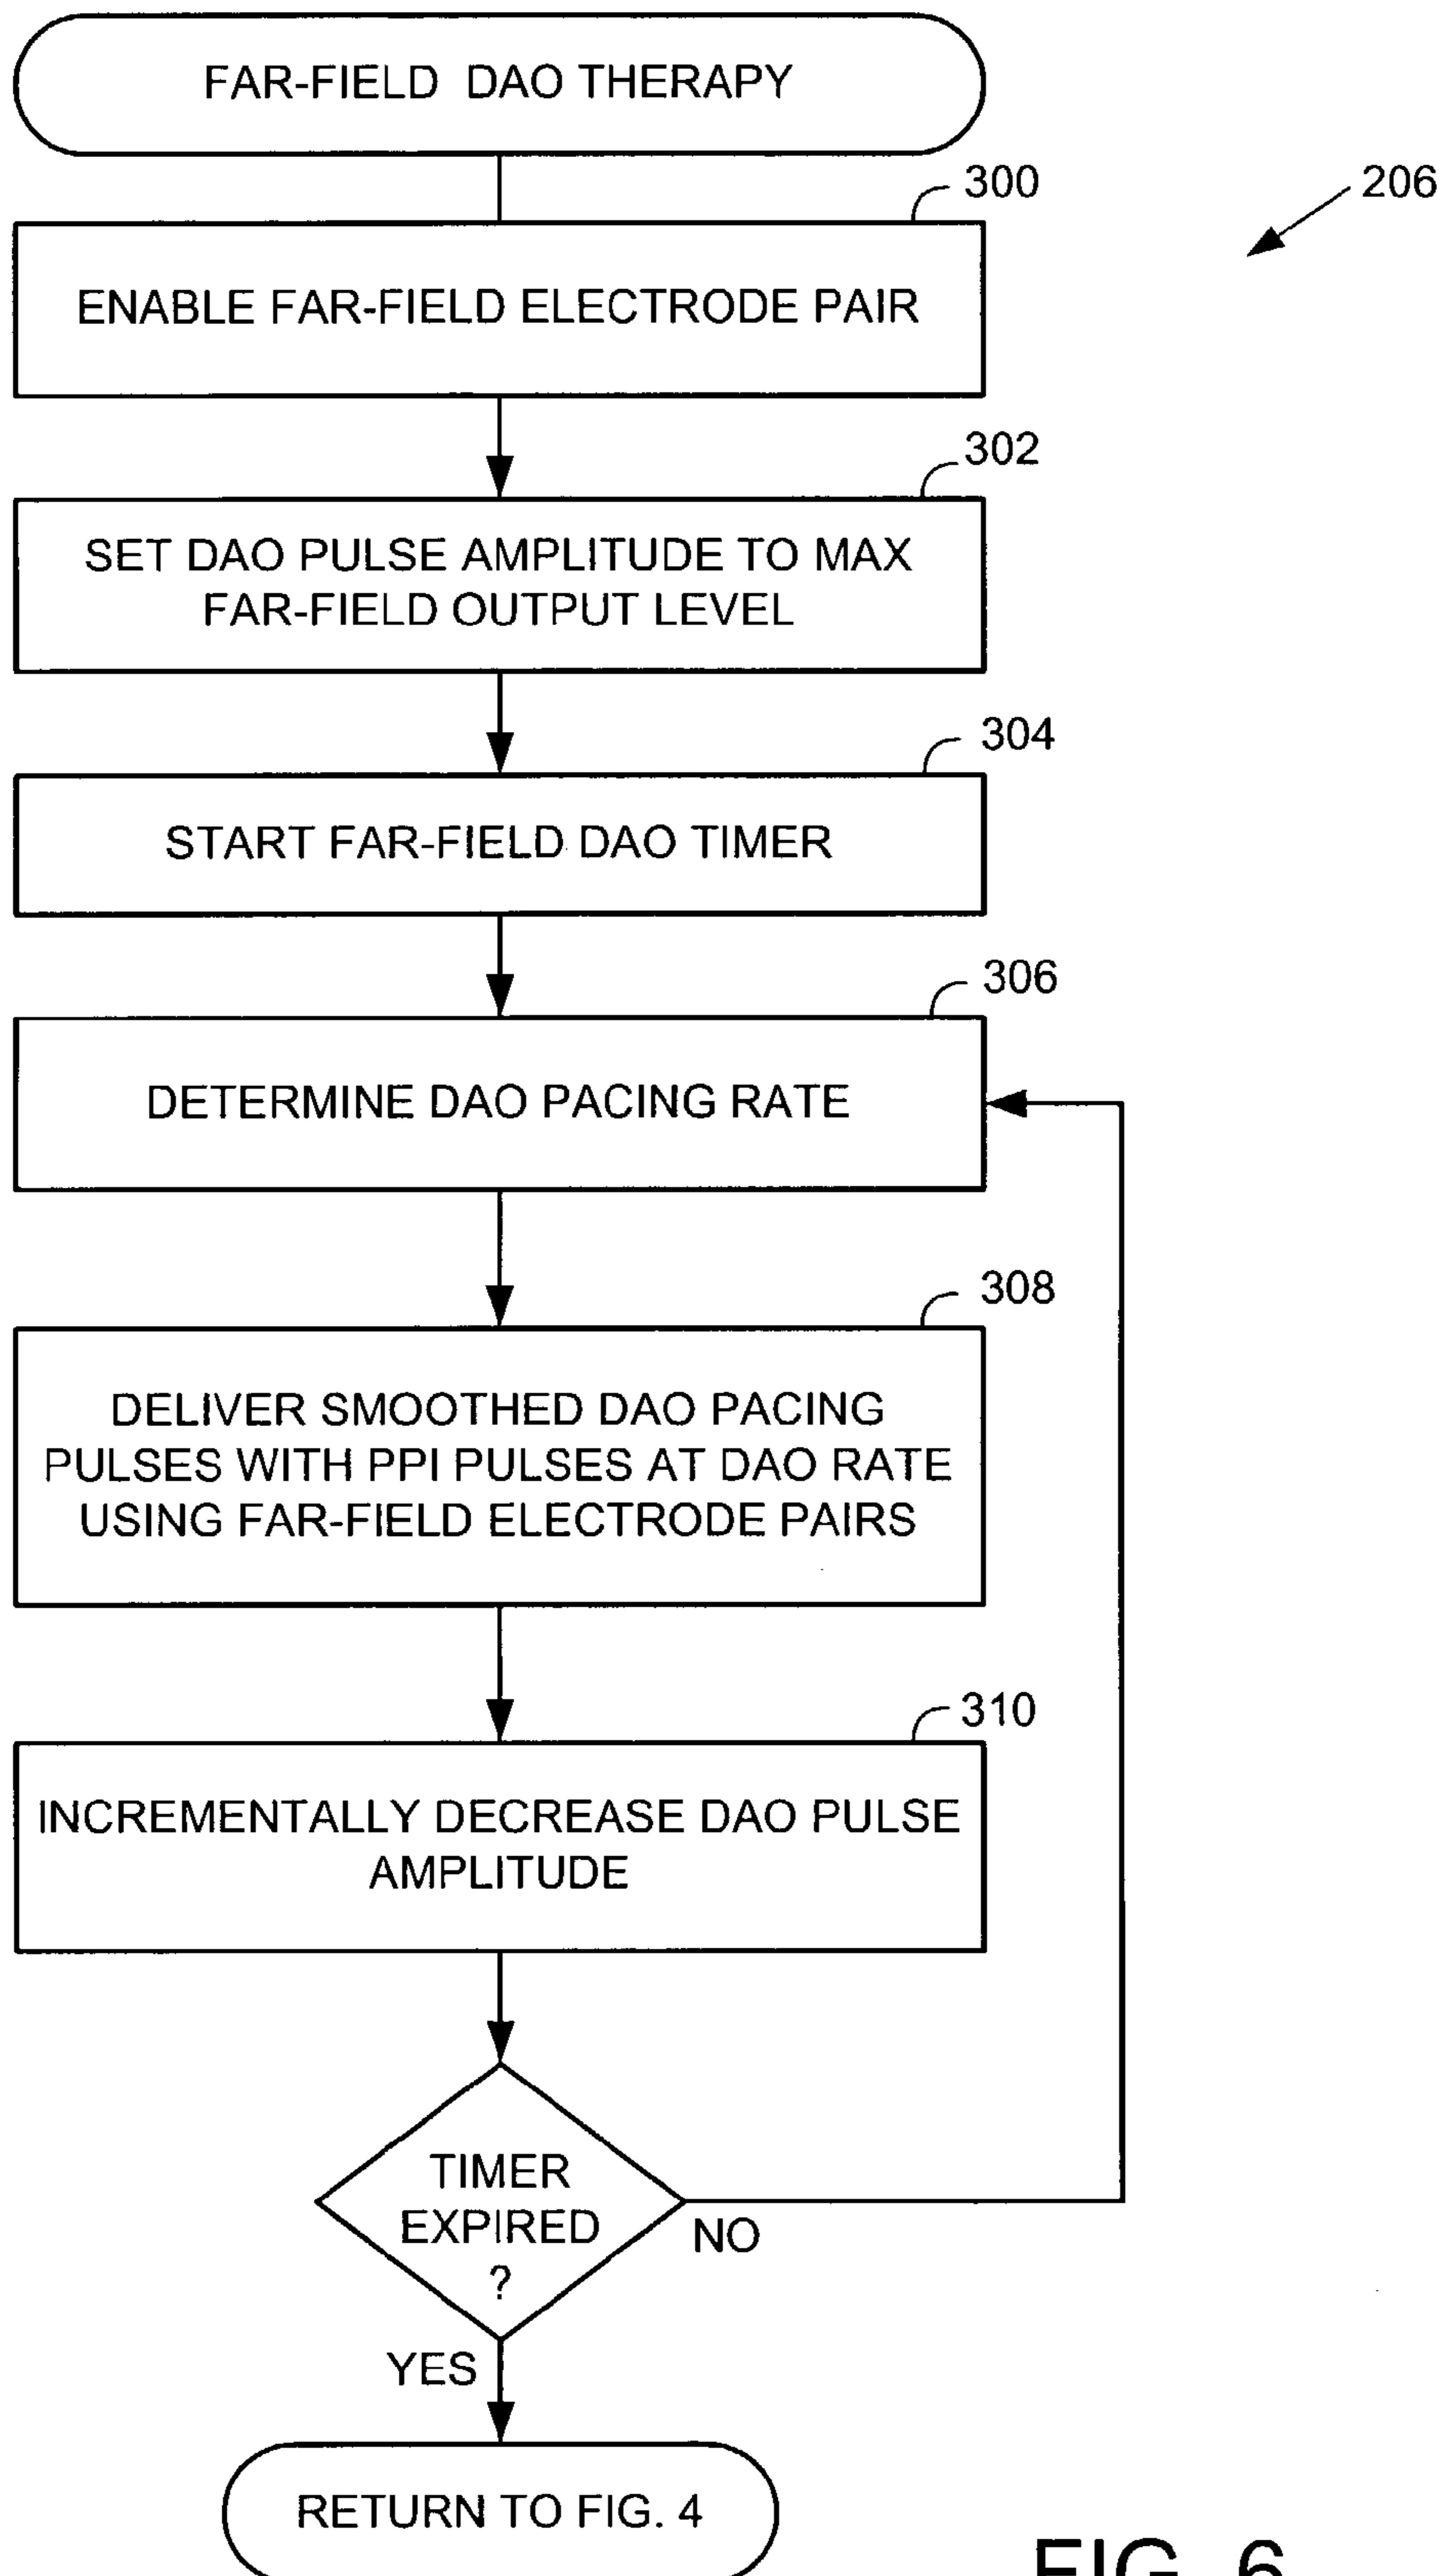 FAR-FIELD DAO THERAPY
300
206
ENABLE FAR-FIELD ELECTRODE PAIR
302
SET DAO PULSE AMPLITUDE TO MAX
FAR-FIELD OUTPUT LEVEL
304
START FAR-FIELD DAO TIMER
306
DETERMINE DAO PACING RATE
308
DELIVER SMOOTHED DAO PACING
PULSES WITH PPI PULSES AT DAO RATE
USING FAR-FIELD ELECTRODE PAIRS
310
INCREMENTALLY DECREASE DAO PULSE
AMPLITUDE
TIMER
EXPIRED
?
NO
YES
RETURN TO FIG. 4
FIG. 6